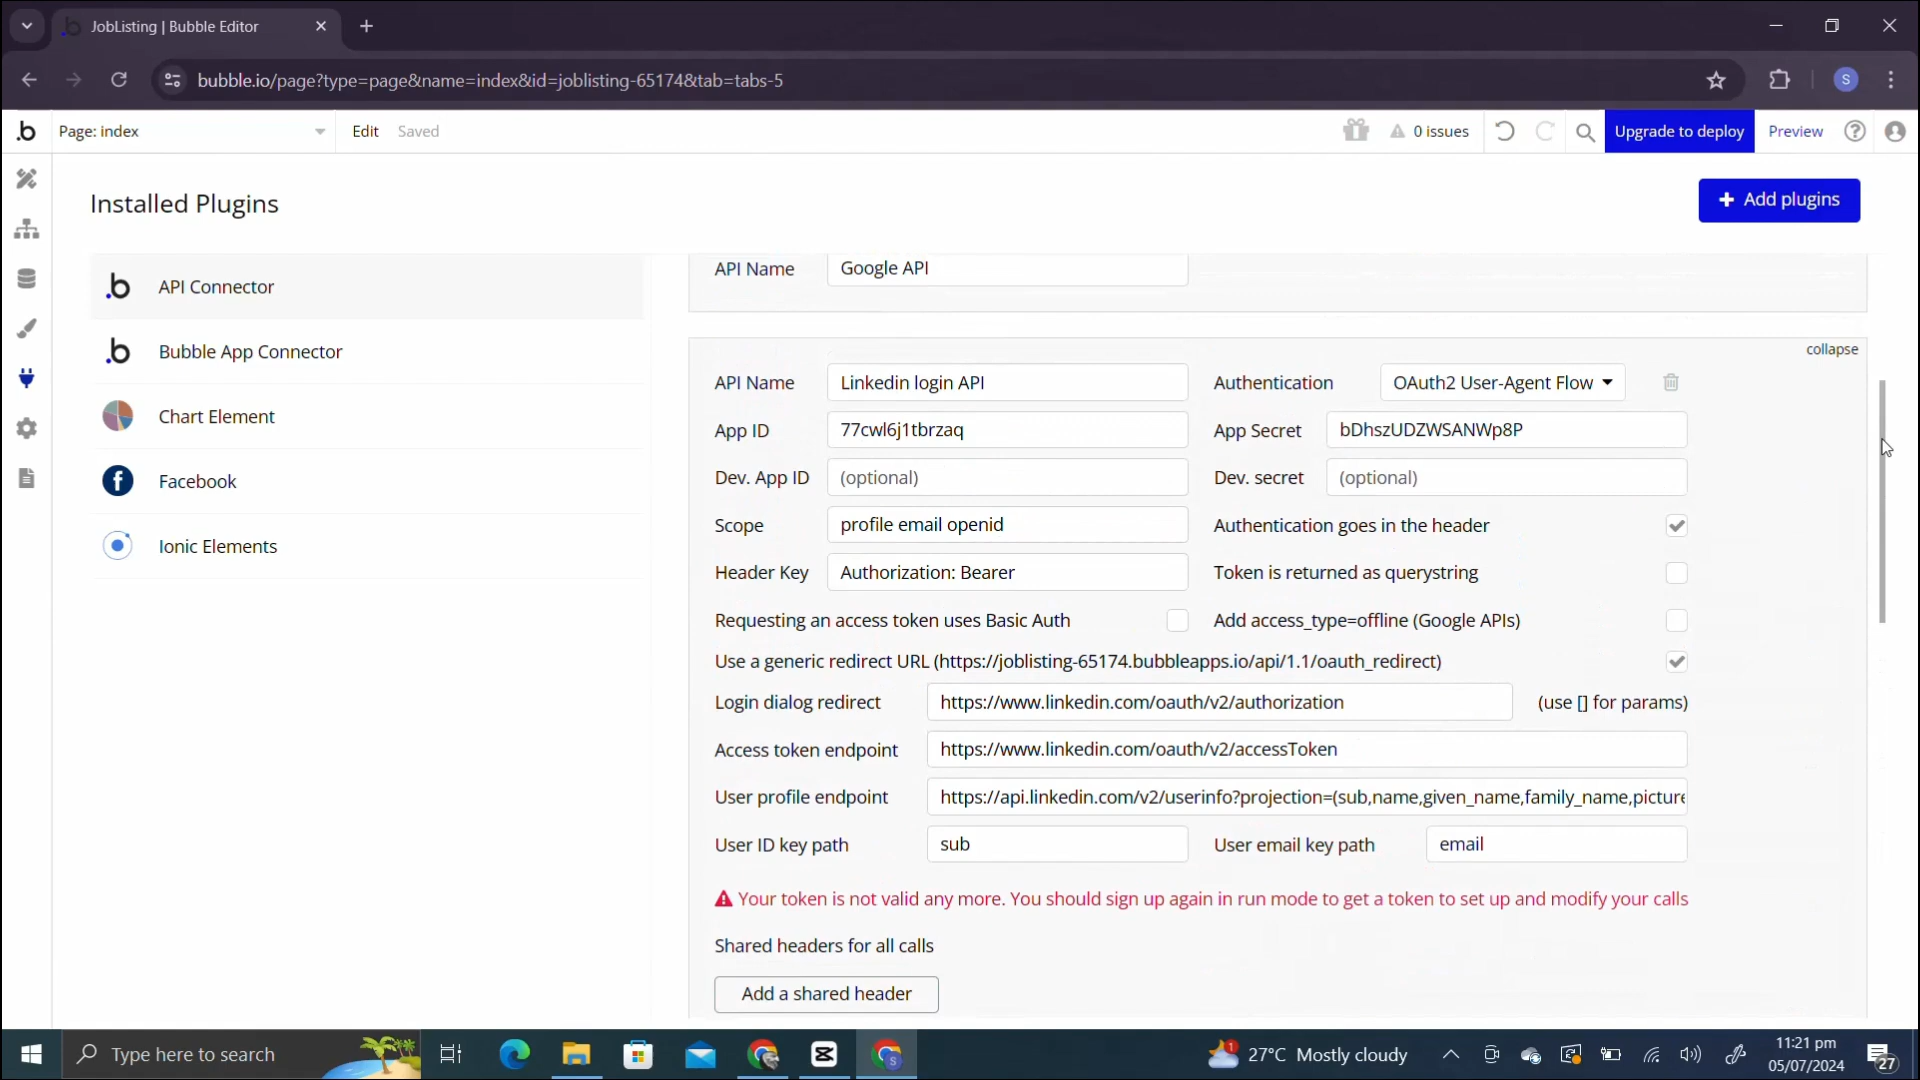 JobListing | Bubble Editor
bubble.io/page?type=page&name=index&id=joblisting-65174&tab=tabs-5
S
Page: index
Edit
Saved
0 issues
Upgrade to deploy
Preview
Installed Plugins
Add plugins
API Connector
Bubble App Connector
Chart Element
Facebook
Ionic Elements
API Name Google API
collapse
API Name Linkedin login API Authentication OAuth2 User-Agent Flow
App ID 77cwl6j1tbrzaq App Secret bDhszUDZWSANWp8P
Dev. App ID (optional) Dev. secret (optional)
Scope profile email openid Authentication goes in the header
Header Key Authorization: Bearer Token is returned as querystring
Requesting an access token uses Basic Auth Add access_type=offline (Google APIs)
Use a generic redirect URL (https://joblisting-65174.bubbleapps.io/api/1.1/oauth_redirect)
Login dialog redirect https://www.linkedin.com/oauth/v2/authorization (use [] for params)
Access token endpoint https://www.linkedin.com/oauth/v2/accessToken
User profile endpoint https://api.linkedin.com/v2/userinfo?projection=(sub,name,given_name,family_name,picture
User ID key path sub User email key path email
Your token is not valid any more. You should sign up again in run mode to get a token to set up and modify your calls
Shared headers for all calls
Add a shared header
Type here to search
1
27°C Mostly cloudy
11:21 pm
05/07/2024
27